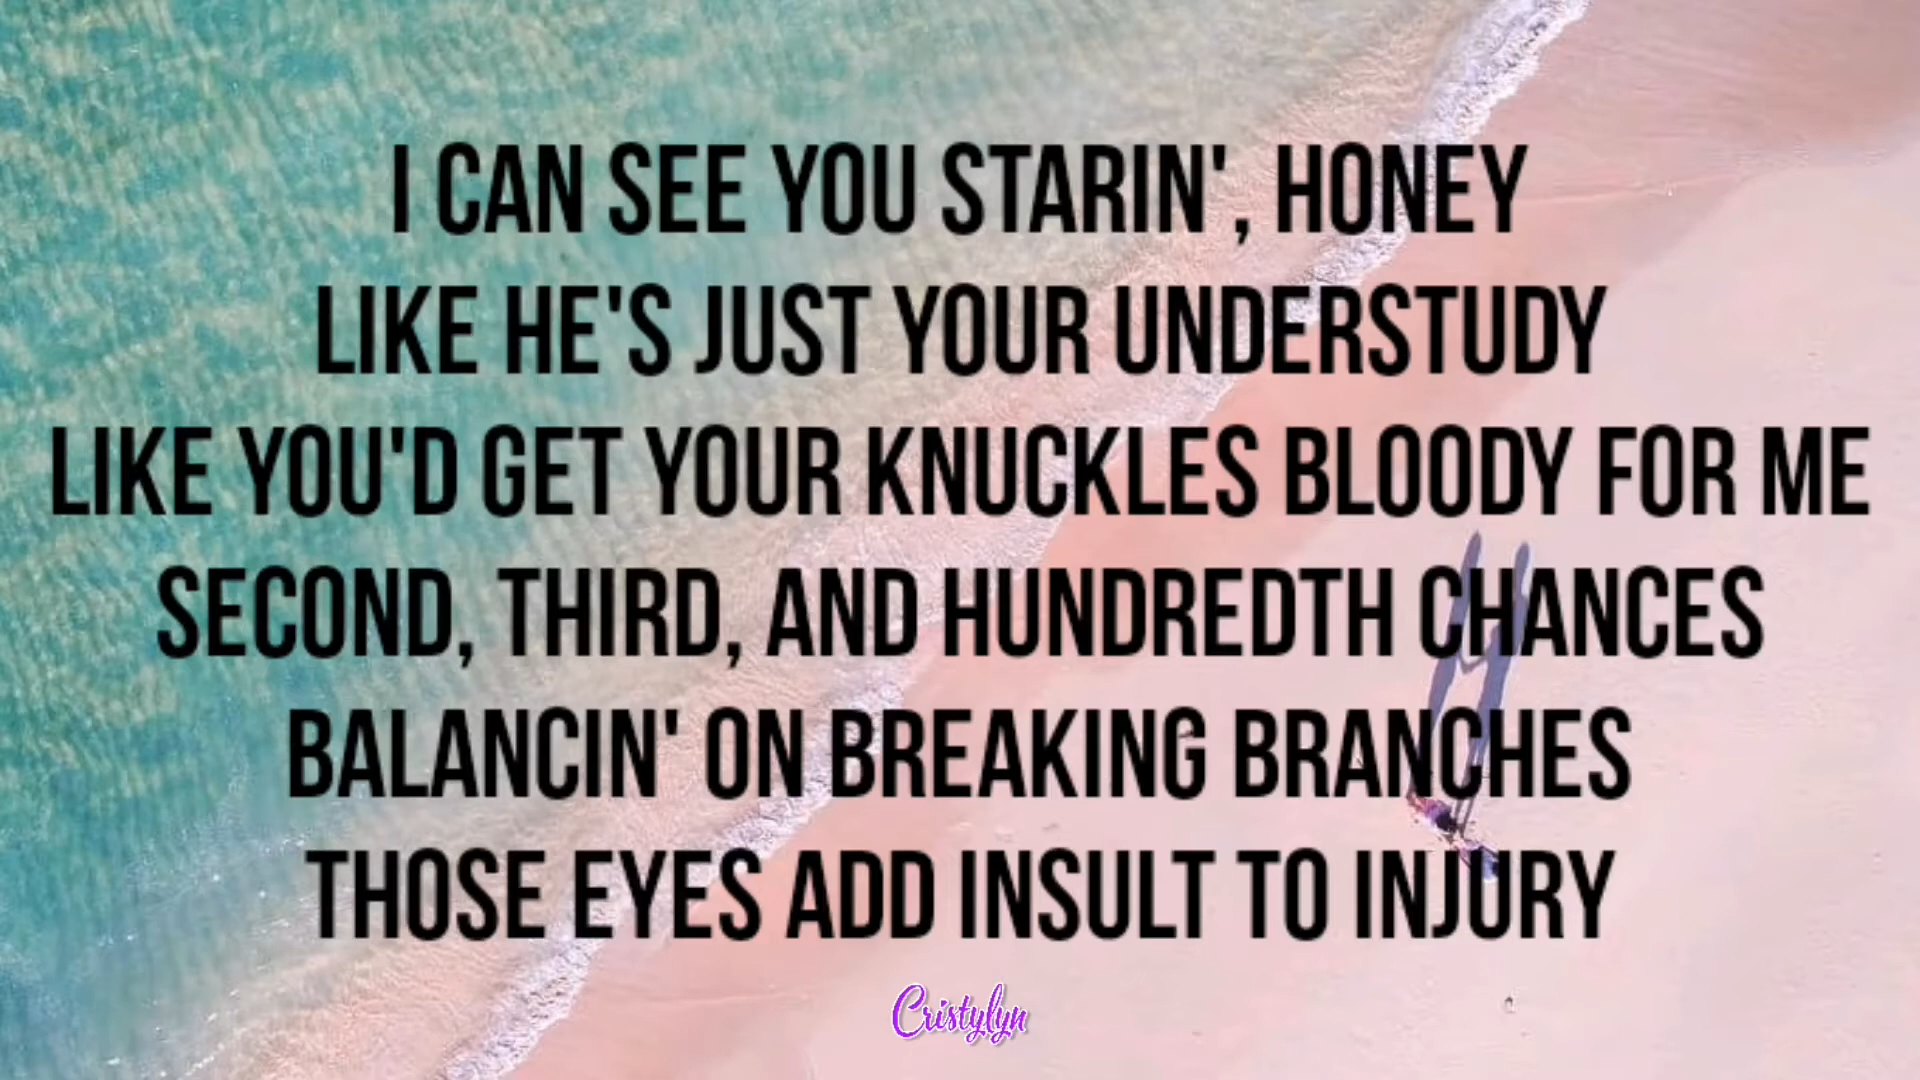 I CAN SEE YOU STARIN', HONEY
LIKE HE'S JUST YOUR UNDERSTUDY
LIKE YOU'D GET YOUR KNUCKLES BLOODY FOR ME
SECOND, THIRD, AND HUNDREDTH CHANCES
BALANCIN' ON BREAKING BRANCHES
THOSE EYES ADD INSULT TO INJURY
Cristylyn